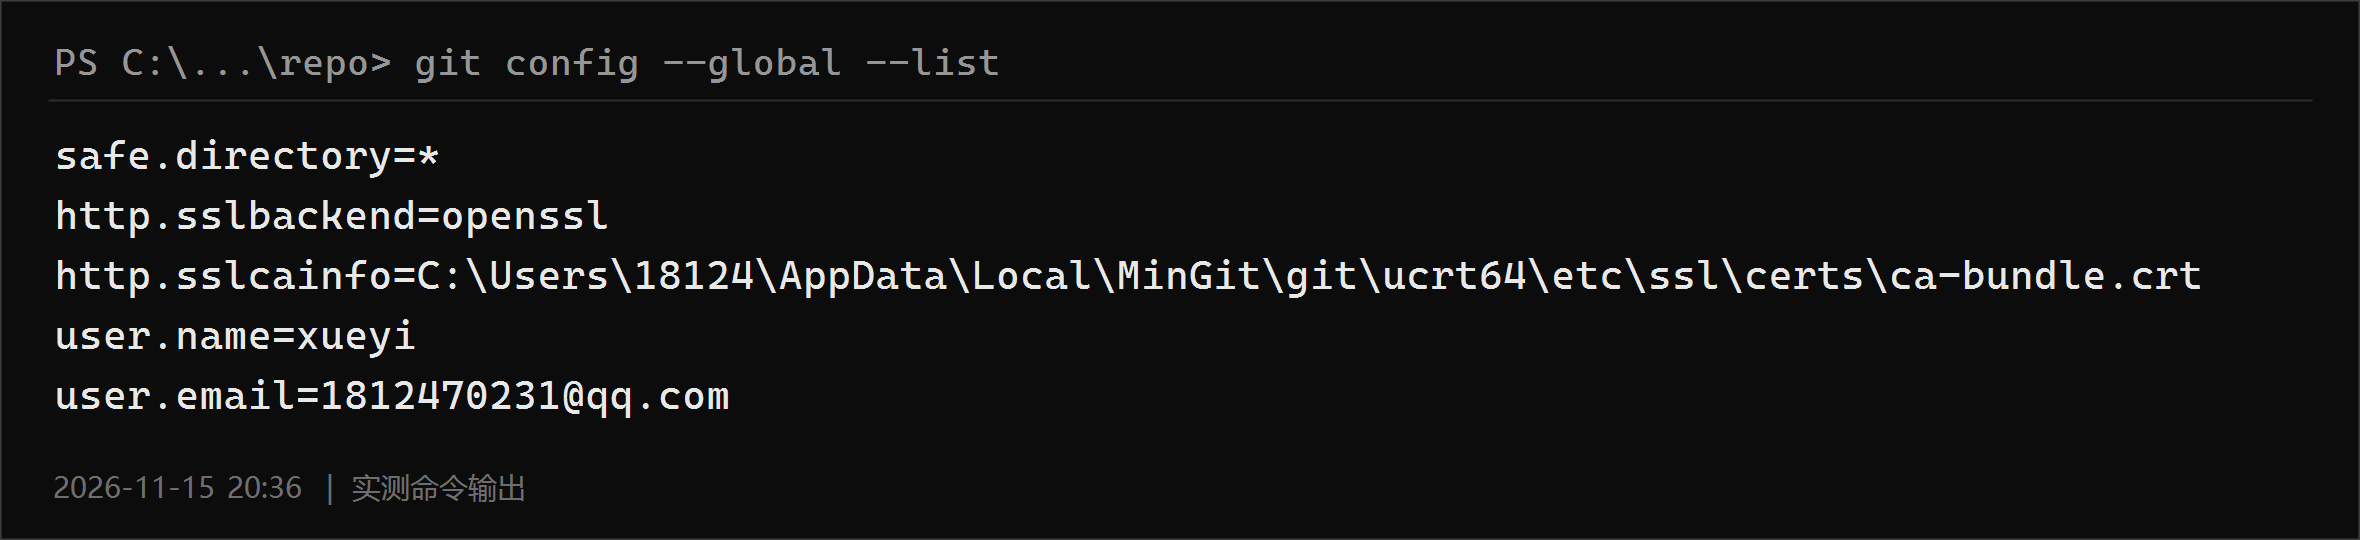 PS C:\...\repo> git config --global --list
safe.directory=*
http.sslbackend=openssl
http.sslcainfo=C:\Users\18124\AppData\Local\MinGit\git\ucrt64\etc\ssl\certs\ca-bundle.crt
user.name=xueyi
user.email=1812470231@qq.com
2026-11-15 20:36 | 实测命令输出